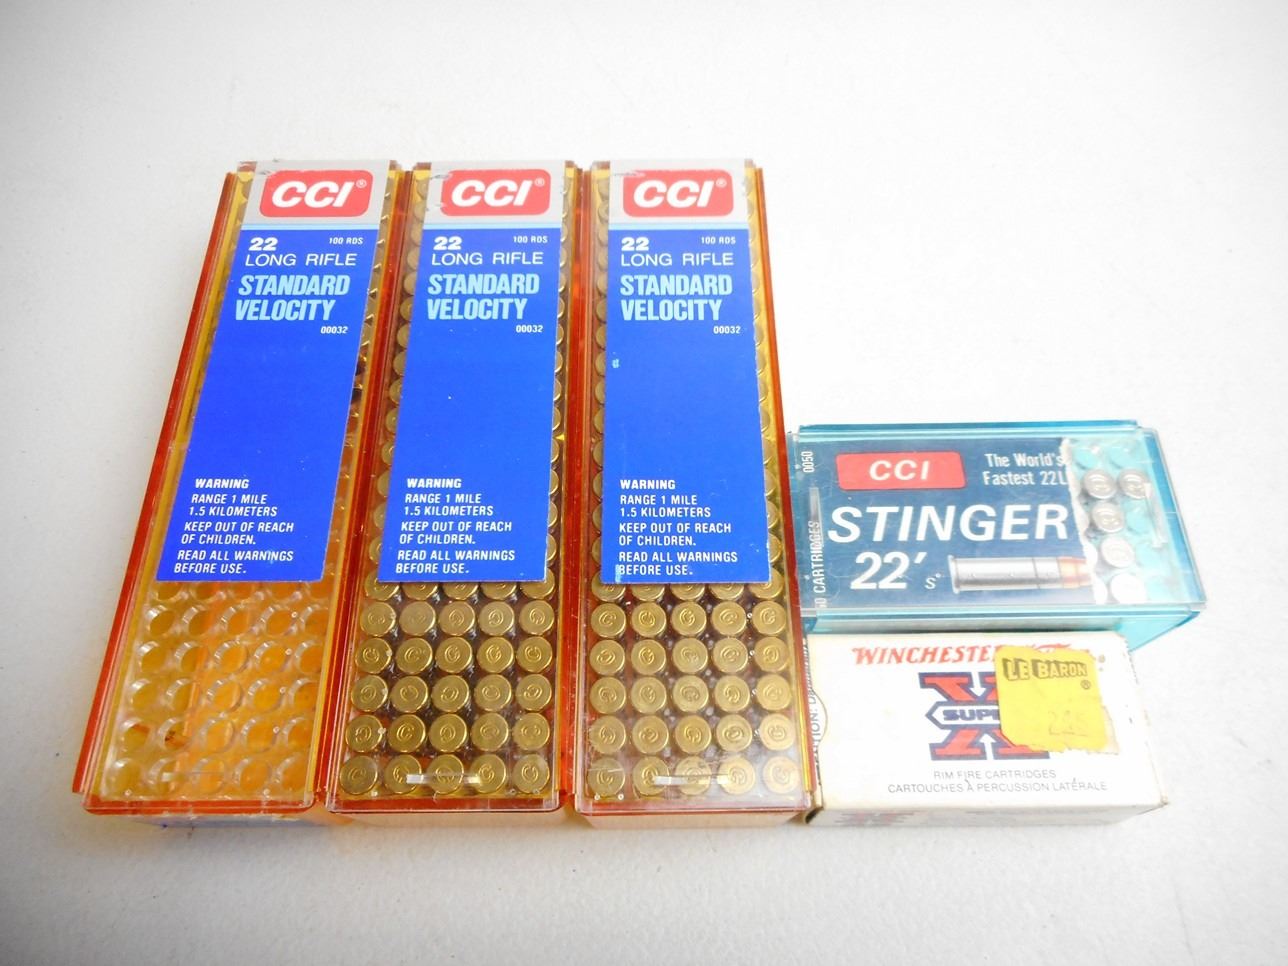 CCI®
22 100 RDS
LONG RIFLE
STANDARD
VELOCITY
00032
WARNING
RANGE 1 MILE
1.5 KILOMETERS
KEEP OUT OF REACH
OF CHILDREN.
READ ALL WARNINGS
BEFORE USE.
CCI®
22 100 RDS
LONG RIFLE
STANDARD
VELOCITY
00032
WARNING
RANGE 1 MILE
1.5 KILOMETERS
KEEP OUT OF REACH
OF CHILDREN.
READ ALL WARNINGS
BEFORE USE.
CCI®
22 100 RDS
LONG RIFLE
STANDARD
VELOCITY
00032
WARNING
RANGE 1 MILE
1.5 KILOMETERS
KEEP OUT OF REACH
OF CHILDREN.
READ ALL WARNINGS
BEFORE USE.
0050
CARTRIDGES
CCI
The World's
Fastest 22L
STINGER
22's
WINCHESTE
LE BARON®
X
SUP
RIM FIRE CARTRIDGES
CARTOUCHES À PERCUSSION LATÉRALE